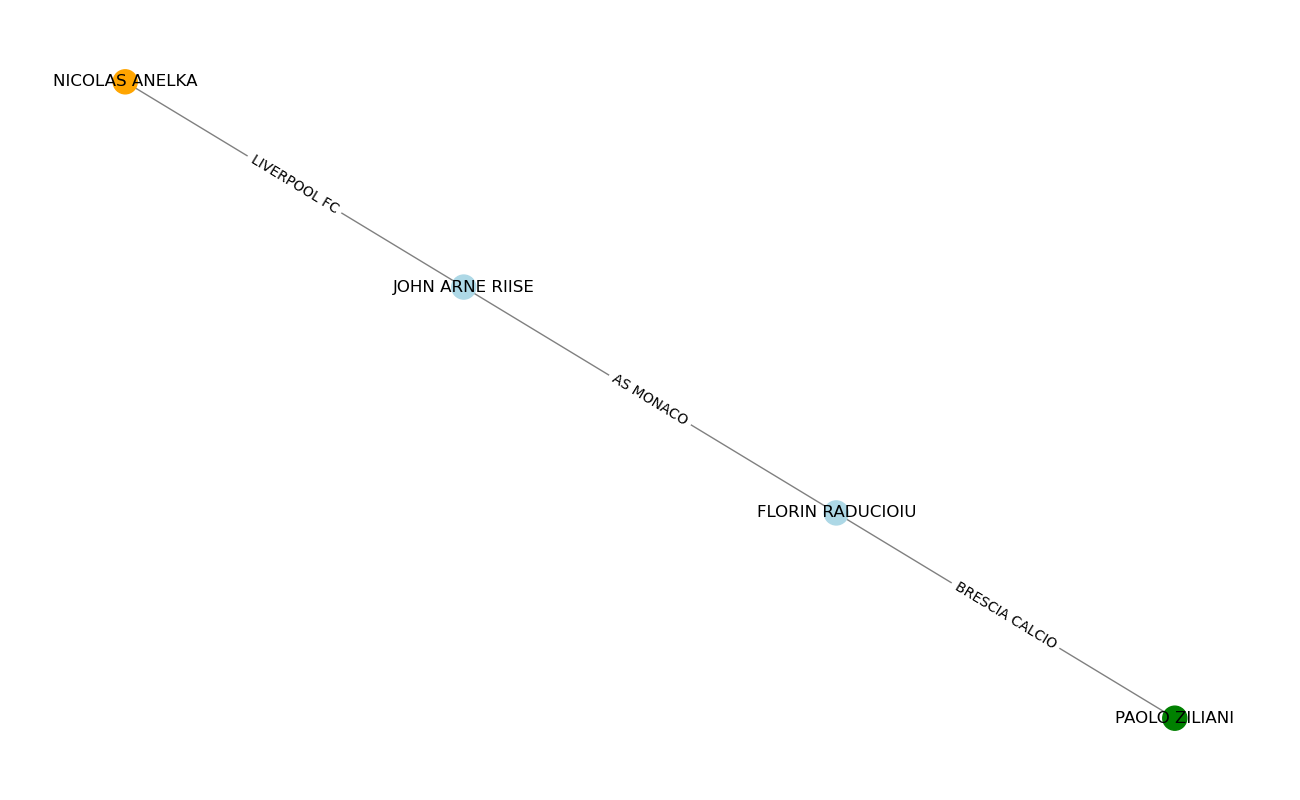 NICOLAS ANELKA
LIVERPOOL FC
JOHN ARNE RIISE
AS MONACO
FLORIN RADUCIOIU
BRESCIA CALCIO
PAOLO ZILIANI